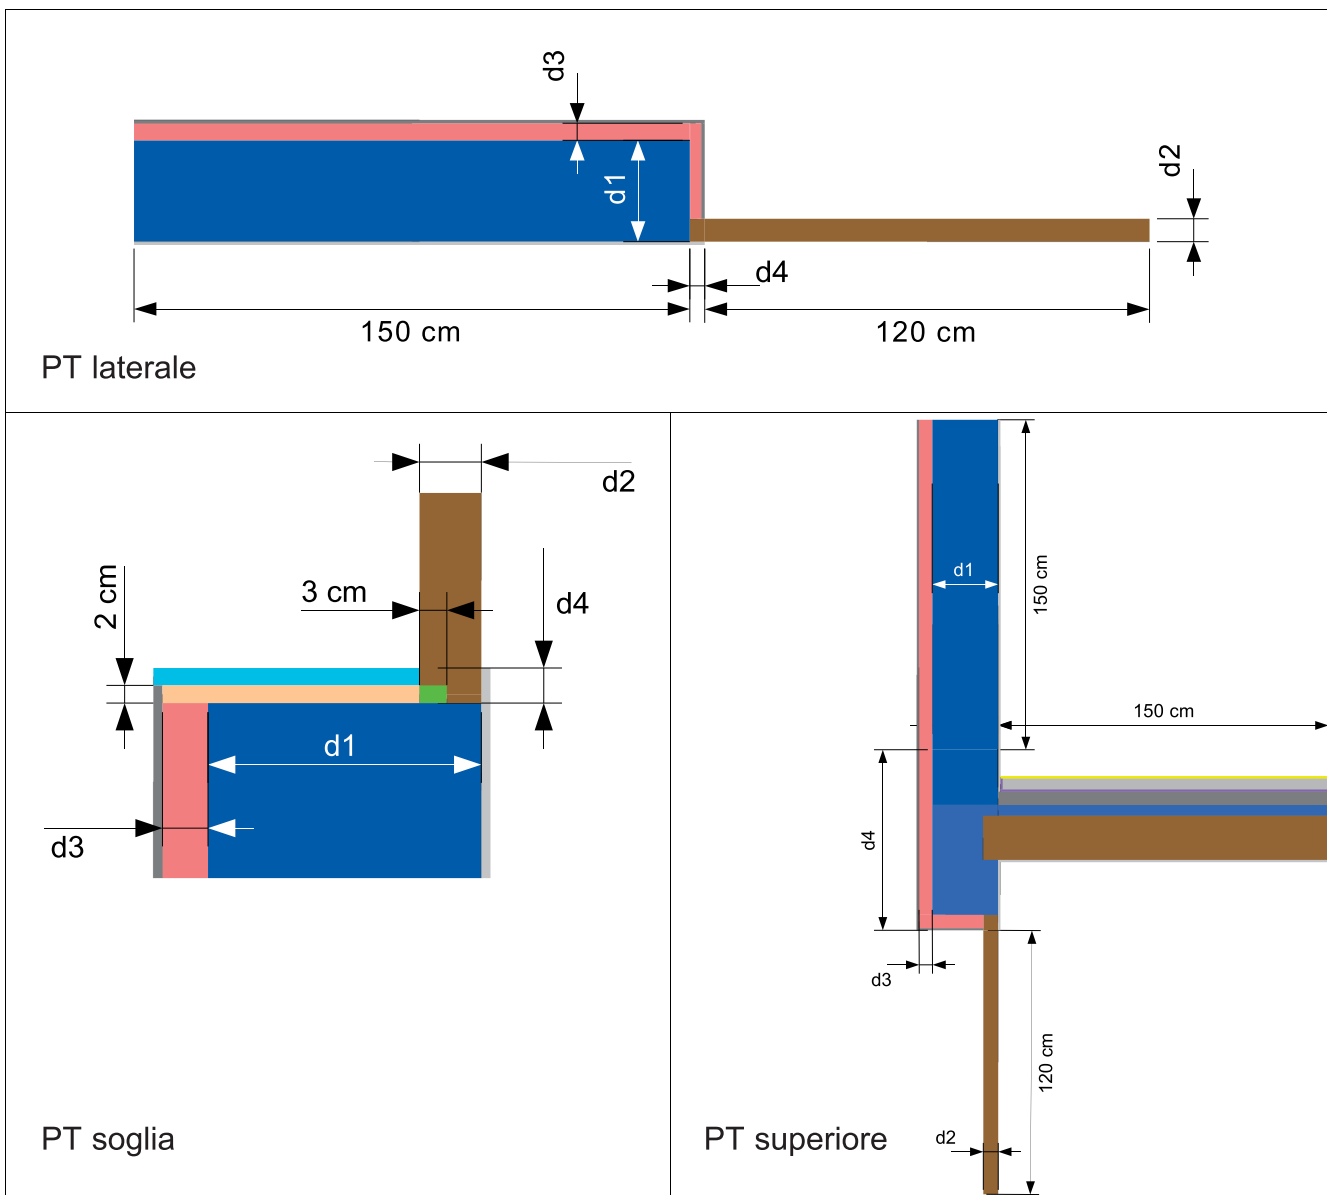 d3
d1
d2
d4
150 cm
120 cm
PT laterale
d2
2 cm
3 cm
d4
d1
d3
PT soglia
d1
150 cm
150 cm
d4
d3
120 cm
d2
PT superiore